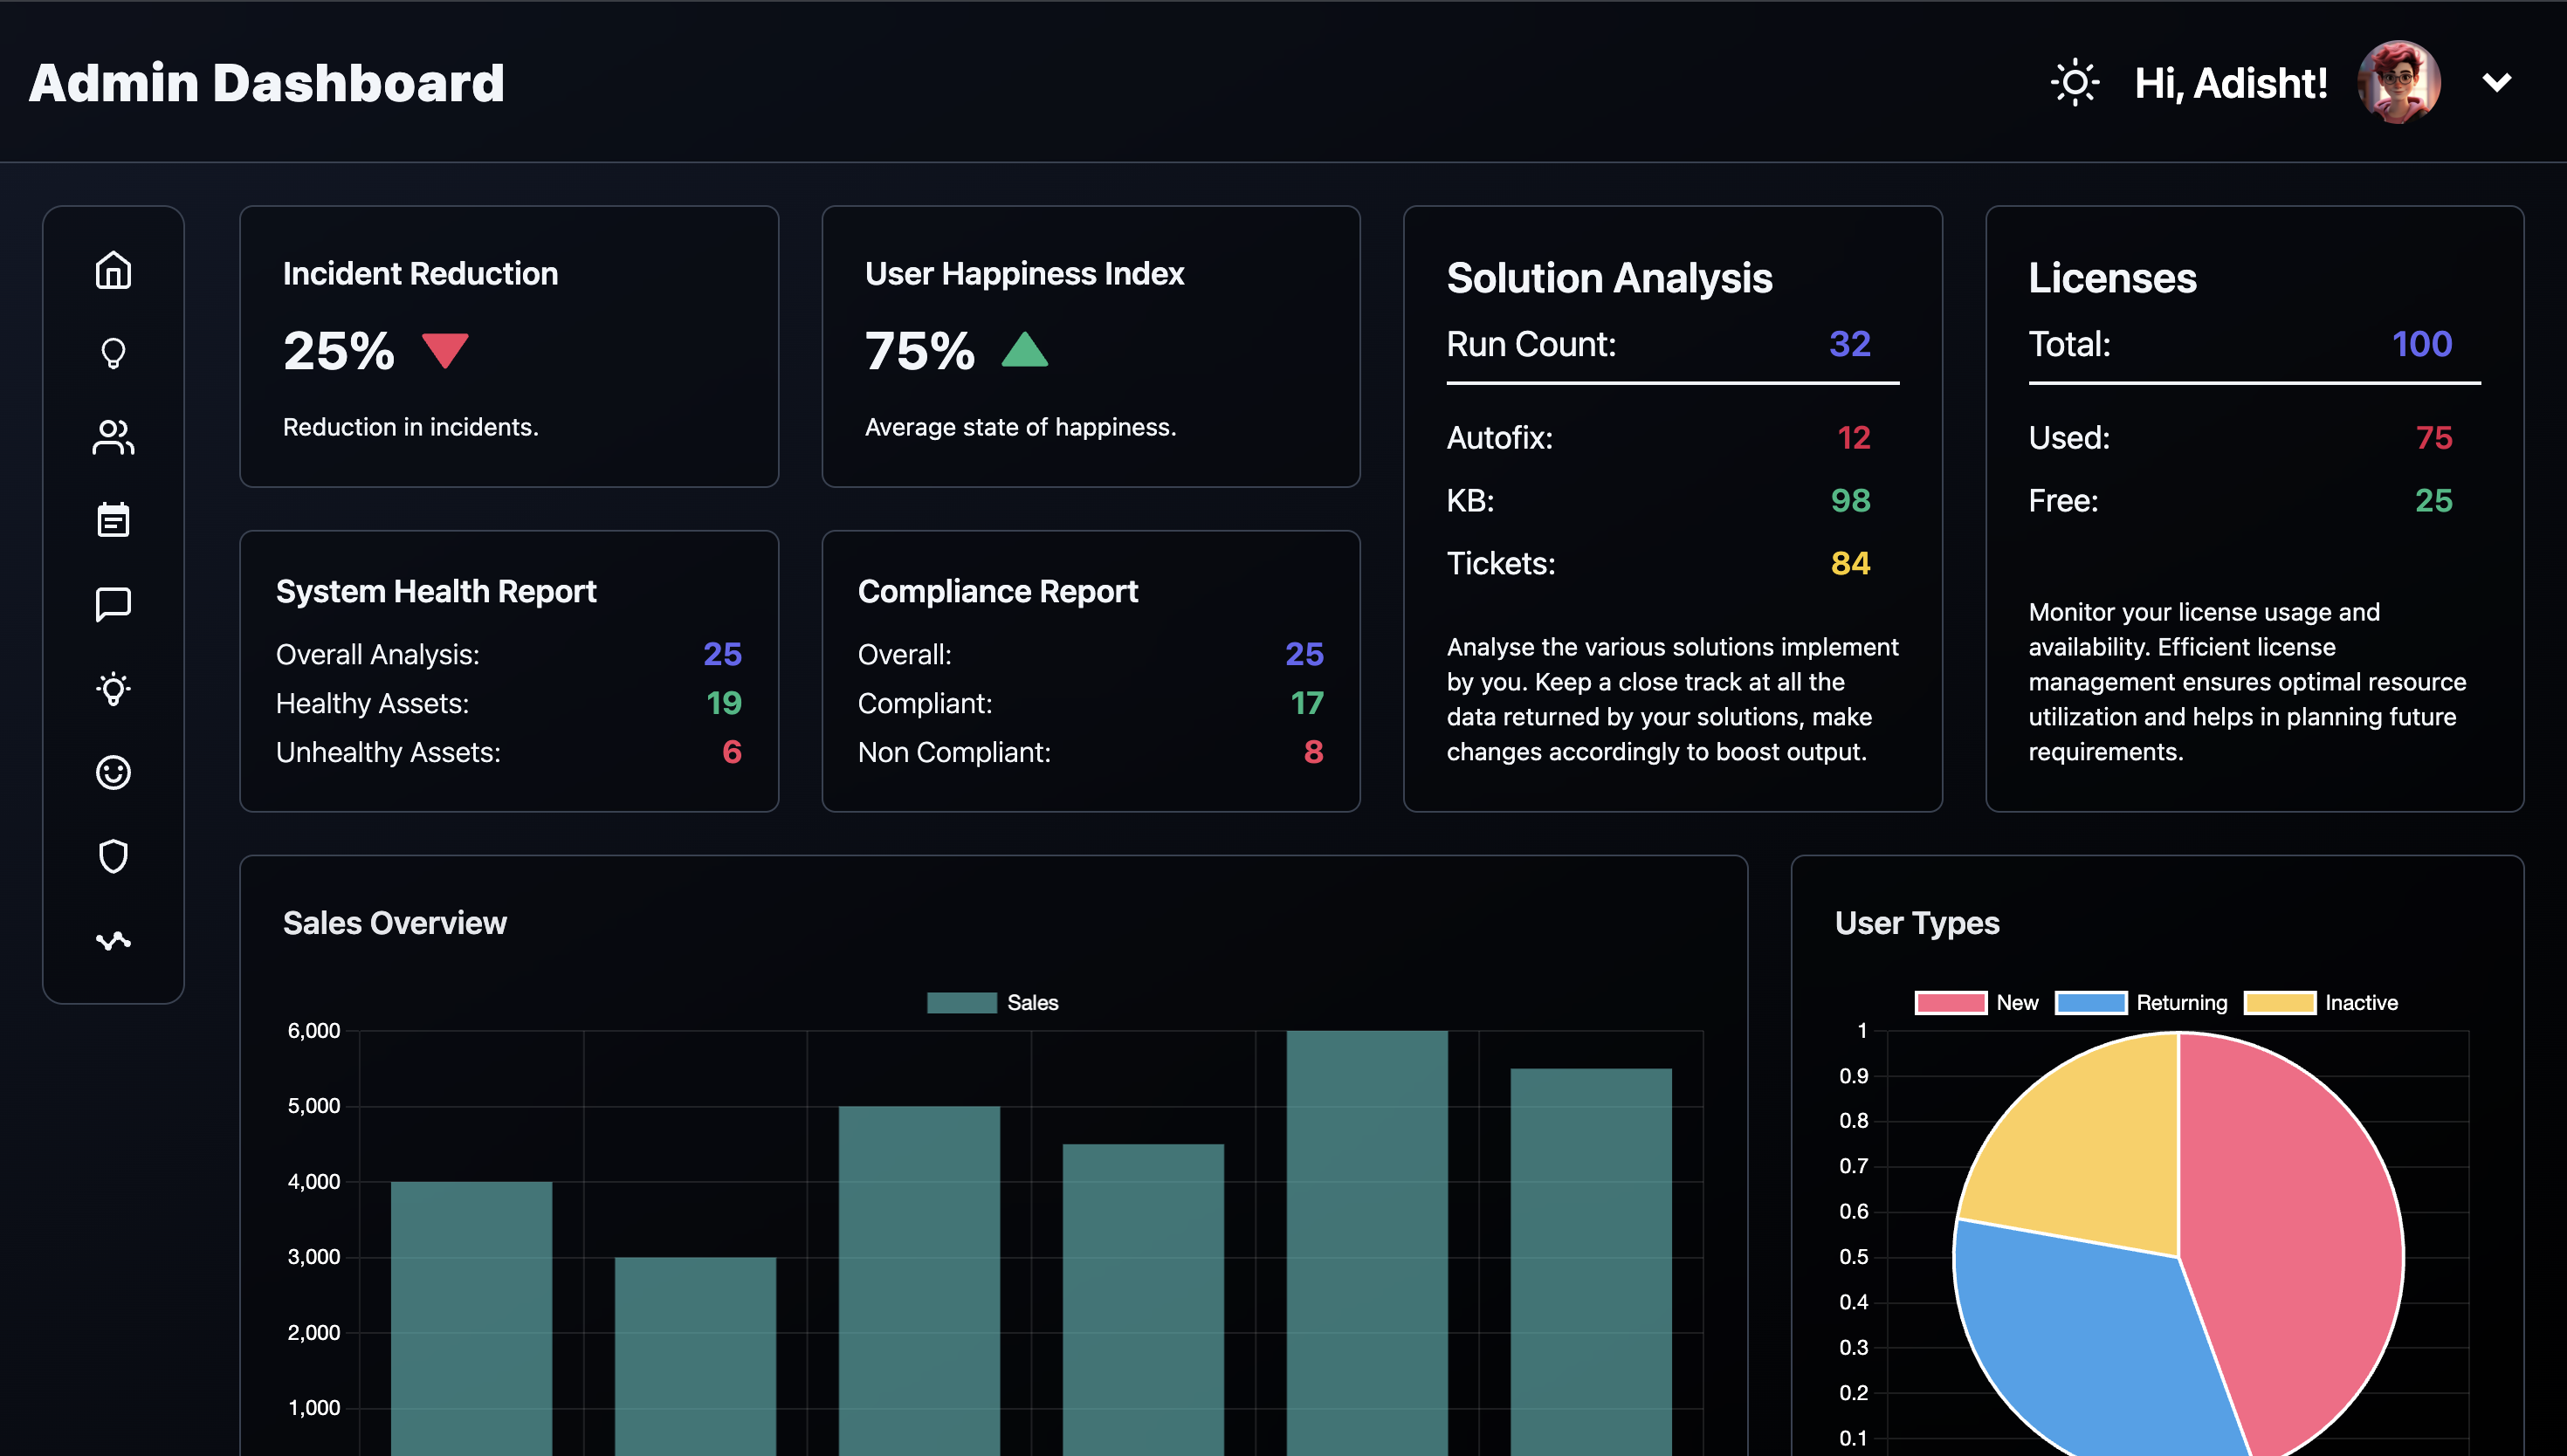 Admin Dashboard
Hi, Adisht!
Incident Reduction
25%
Reduction in incidents.
User Happiness Index
75%
Average state of happiness.
Solution Analysis
Run Count: 32
Autofix: 12
KB: 98
Tickets: 84
Analyse the various solutions implement
by you. Keep a close track at all the
data returned by your solutions, make
changes accordingly to boost output.
Licenses
Total: 100
Used: 75
Free: 25
Monitor your license usage and
availability. Efficient license
management ensures optimal resource
utilization and helps in planning future
requirements.
System Health Report
Overall Analysis: 25
Healthy Assets: 19
Unhealthy Assets: 6
Compliance Report
Overall: 25
Compliant: 17
Non Compliant: 8
Sales Overview
Sales
6,000
5,000
4,000
3,000
2,000
1,000
User Types
New Returning Inactive
1
0.9
0.8
0.7
0.6
0.5
0.4
0.3
0.2
0.1